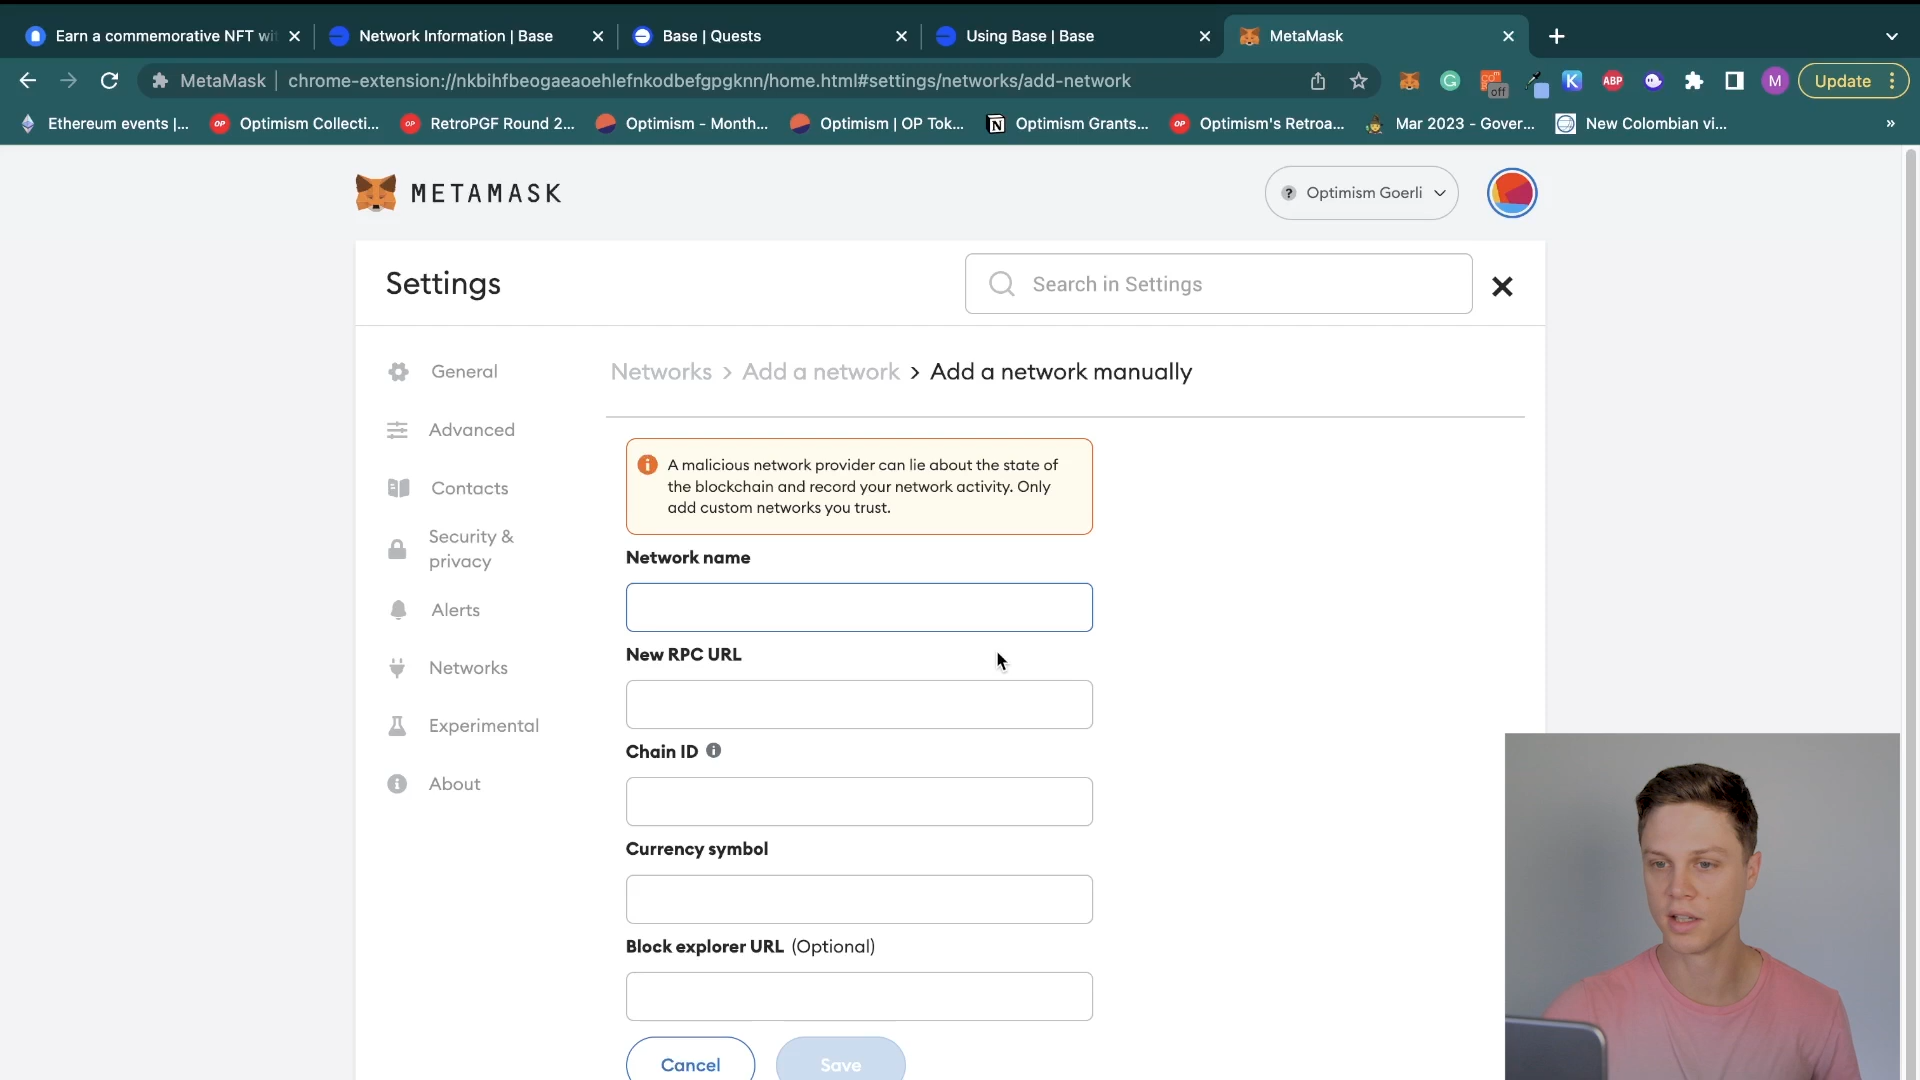 Earn a commemorative NFT wi
Network Information | Base
Base | Quests
Using Base | Base
MetaMask
MetaMask
chrome-extension://nkbihfbeogaeaoehlefnkodbefgpgknn/home.html#settings/networks/add-network
off
ABP
M
Update
Ethereum events |...
OP
Optimism Collecti...
OP
RetroPGF Round 2...
Optimism - Month...
Optimism | OP Tok...
Optimism Grants...
OP
Optimism's Retroa...
Mar 2023 - Gover...
New Colombian vi...
»
METAMASK
? Optimism Goerli
Settings
Search in Settings
General
Advanced
Contacts
Security &
privacy
Alerts
Networks
Experimental
About
Networks > Add a network > Add a network manually
A malicious network provider can lie about the state of
the blockchain and record your network activity. Only
add custom networks you trust.
Network name
New RPC URL
Chain ID
Currency symbol
Block explorer URL (Optional)
Cancel
Save